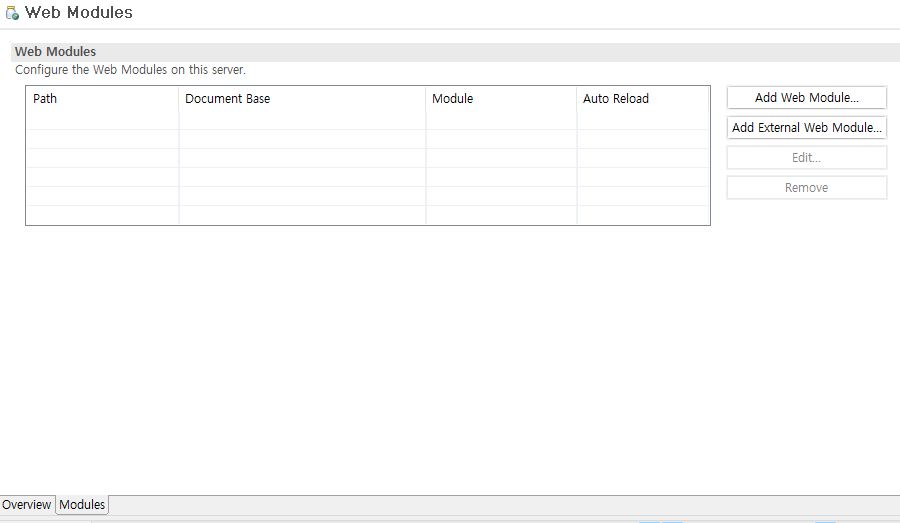 Web Modules
Web Modules
Configure the Web Modules on this server.
Path Document Base Module Auto Reload
Add Web Module...
Add External Web Module...
Edit...
Remove
Overview Modules